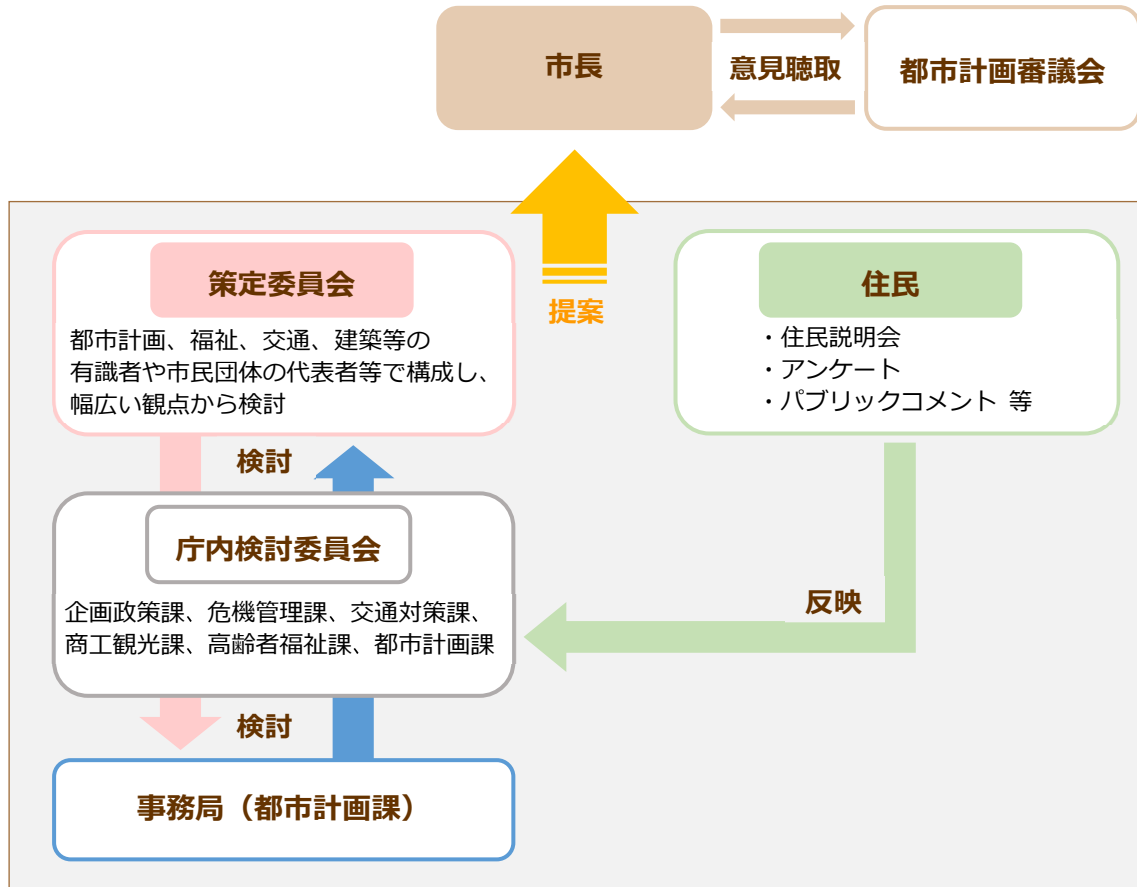 市長
意見聴取
都市計画審議会
提案
策定委員会
都市計画、福祉、交通、建築等の
有識者や市民団体の代表者等で構成し、
幅広い観点から検討
住民
・住民説明会
・アンケート
・パブリックコメント 等
検討
庁内検討委員会
企画政策課、危機管理課、交通対策課、
商工観光課、高齢者福祉課、都市計画課
反映
検討
事務局（都市計画課）